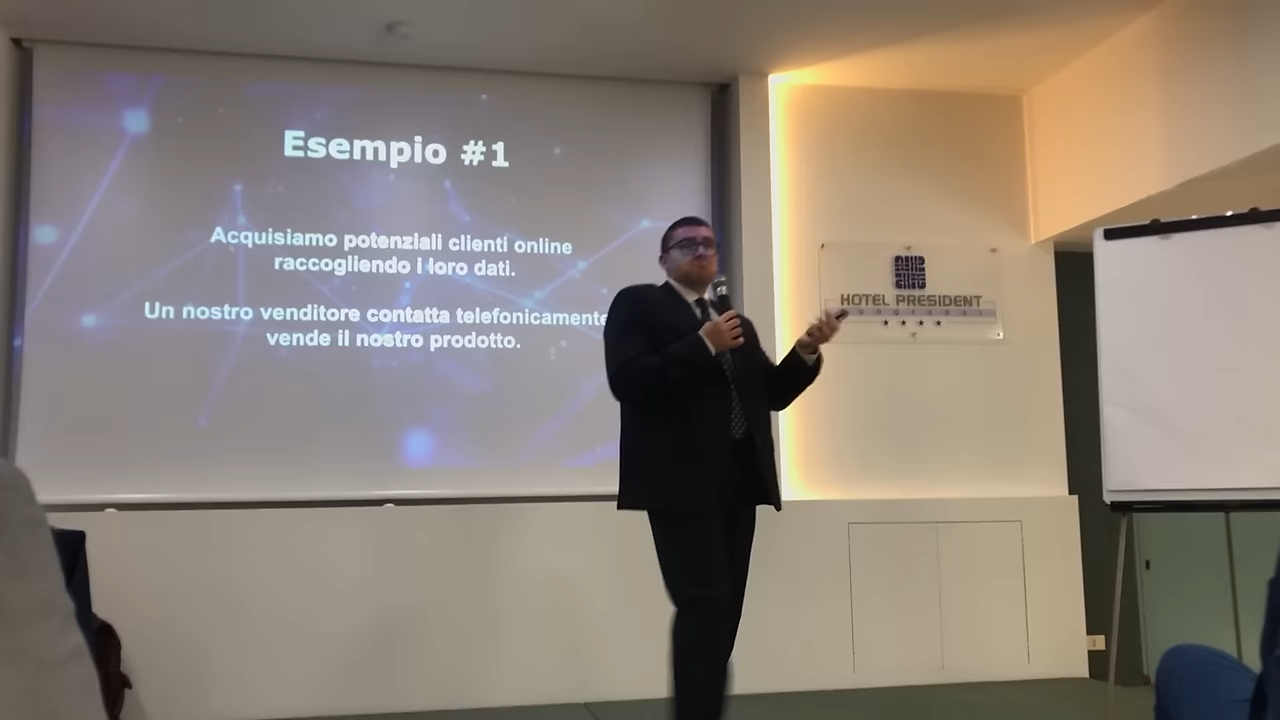 Esempio #1
Acquisiamo potenziali clienti online
raccogliendo i loro dati.
Un nostro venditore contatta telefonicamente
vende il nostro prodotto.
HOTEL PRESIDENT